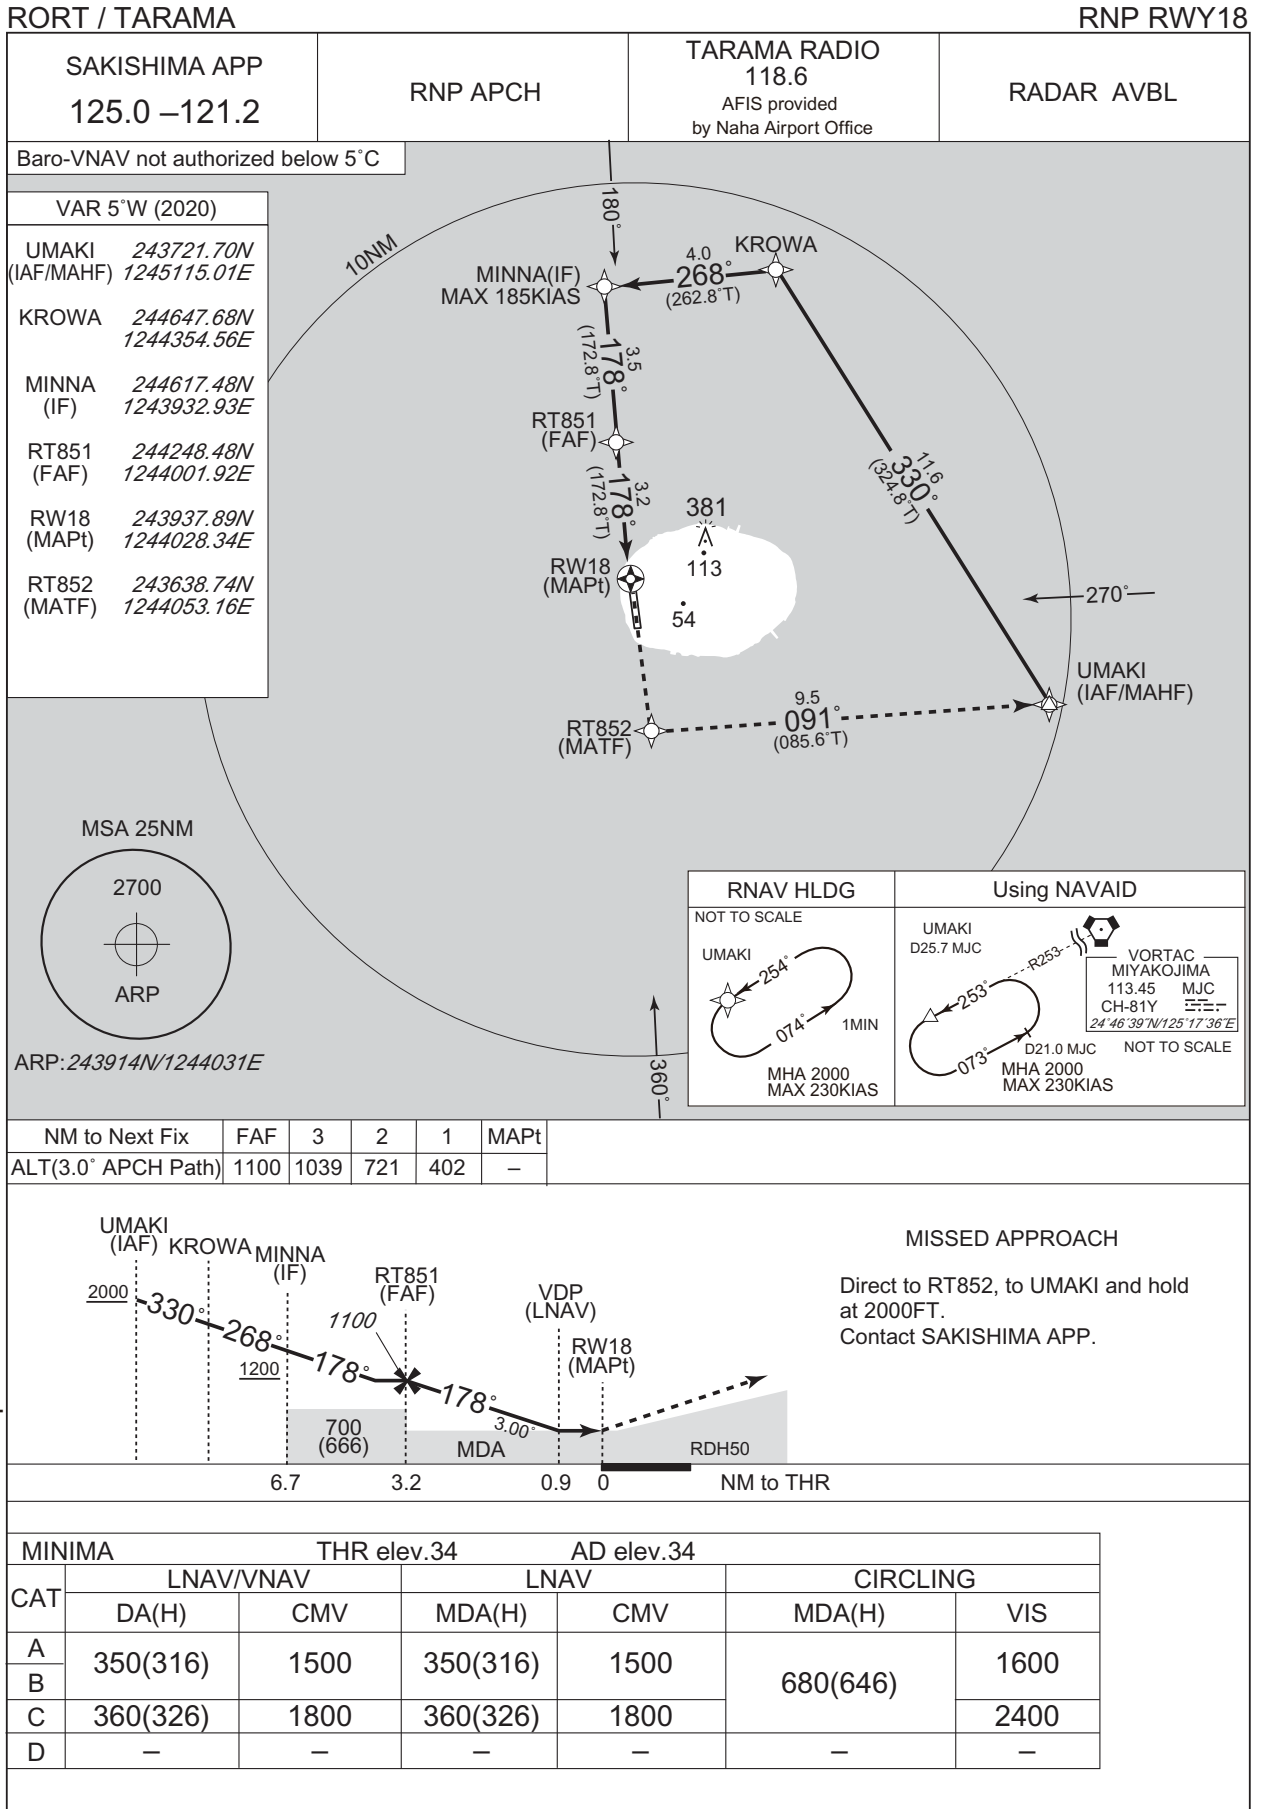 RORT / TARAMA
RNP RWY18
SAKISHIMA APP
125.0 –121.2
RNP APCH
TARAMA RADIO
118.6
AFIS provided
by Naha Airport Office
RADAR AVBL
Baro-VNAV not authorized below 5˚C
VAR 5˚W (2020)
UMAKI 243721.70N
(IAF/MAHF) 1245115.01E
KROWA 244647.68N
1244354.56E
MINNA 244617.48N
(IF) 1243932.93E
RT851 244248.48N
(FAF) 1244001.92E
RW18 243937.89N
(MAPt) 1244028.34E
RT852 243638.74N
(MATF) 1244053.16E
10NM
180˚
KROWA
4.0
268˚
(262.8˚T)
MINNA(IF)
MAX 185KIAS
3.5
178˚
(172.8˚T)
RT851
(FAF)
3.2
178˚
(172.8˚T)
11.6
330˚
(324.8˚T)
381
113
54
RW18
(MAPt)
270˚
UMAKI
(IAF/MAHF)
9.5
091˚
(085.6˚T)
RT852
(MATF)
MSA 25NM
2700
ARP
ARP:243914N/1244031E
360˚
RNAV HLDG
NOT TO SCALE
UMAKI
254˚
074˚
1MIN
MHA 2000
MAX 230KIAS
Using NAVAID
UMAKI
D25.7 MJC
R253
253˚
073˚
D21.0 MJC
MHA 2000
MAX 230KIAS
VORTAC
MIYAKOJIMA
113.45 MJC
CH-81Y
24˚46´39˝N/125˚17´36˝E
NOT TO SCALE
NM to Next Fix FAF 3 2 1 MAPt
ALT(3.0˚ APCH Path) 1100 1039 721 402 –
UMAKI
(IAF)
KROWA
MINNA
(IF)
RT851
(FAF)
VDP
(LNAV)
RW18
(MAPt)
2000
330˚
268˚
1200
178˚
1100
178˚
3.00˚
700
(666)
MDA
RDH50
6.7 3.2 0.9 0 NM to THR
MISSED APPROACH
Direct to RT852, to UMAKI and hold
at 2000FT.
Contact SAKISHIMA APP.
MINIMA THR elev.34 AD elev.34
CAT LNAV/VNAV LNAV CIRCLING
DA(H) CMV MDA(H) CMV MDA(H) VIS
A
B
350(316) 1500 350(316) 1500 680(646) 1600
C 360(326) 1800 360(326) 1800 2400
D – – – – – –